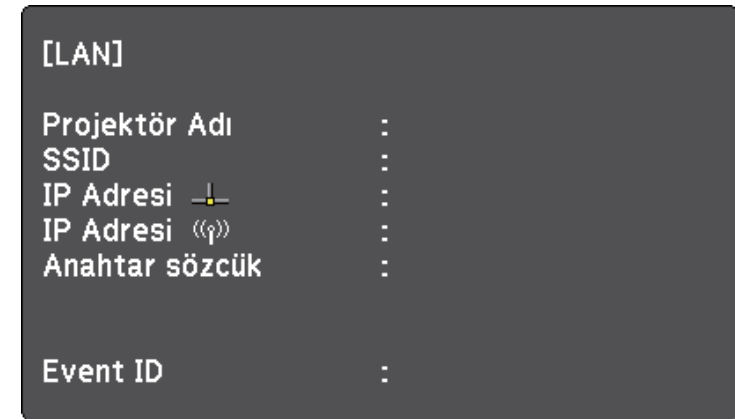 [LAN]
Projektör Adı :
SSID :
IP Adresi :
IP Adresi :
Anahtar sözcük :
Event ID :